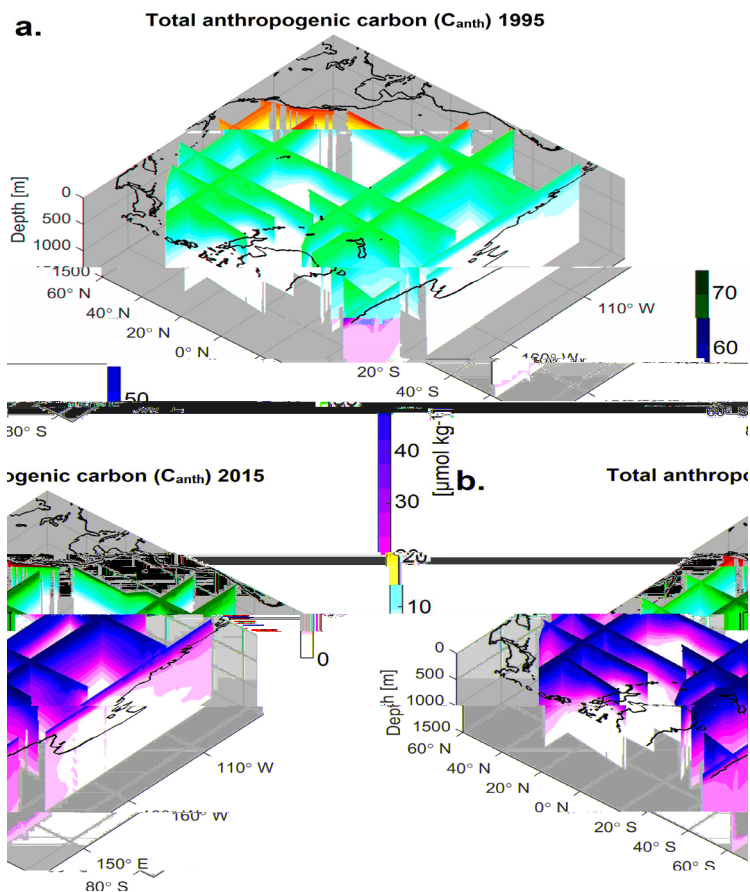 a.
Total anthropogenic carbon (Canth) 1995
Depth [m]
0
500
1000
1500
60° N
40° N
20° N
0° N
20° S
40° S
110° W
160° W
70
60
50
40
30
[µmol kg-1]
10
0
ogenic carbon (Canth) 2015
110° W
160° W
150° E
80° S
b.
Total anthropo
Depth [m]
0
500
1000
1500
60° N
40° N
20° N
0° N
20° S
40° S
60° S